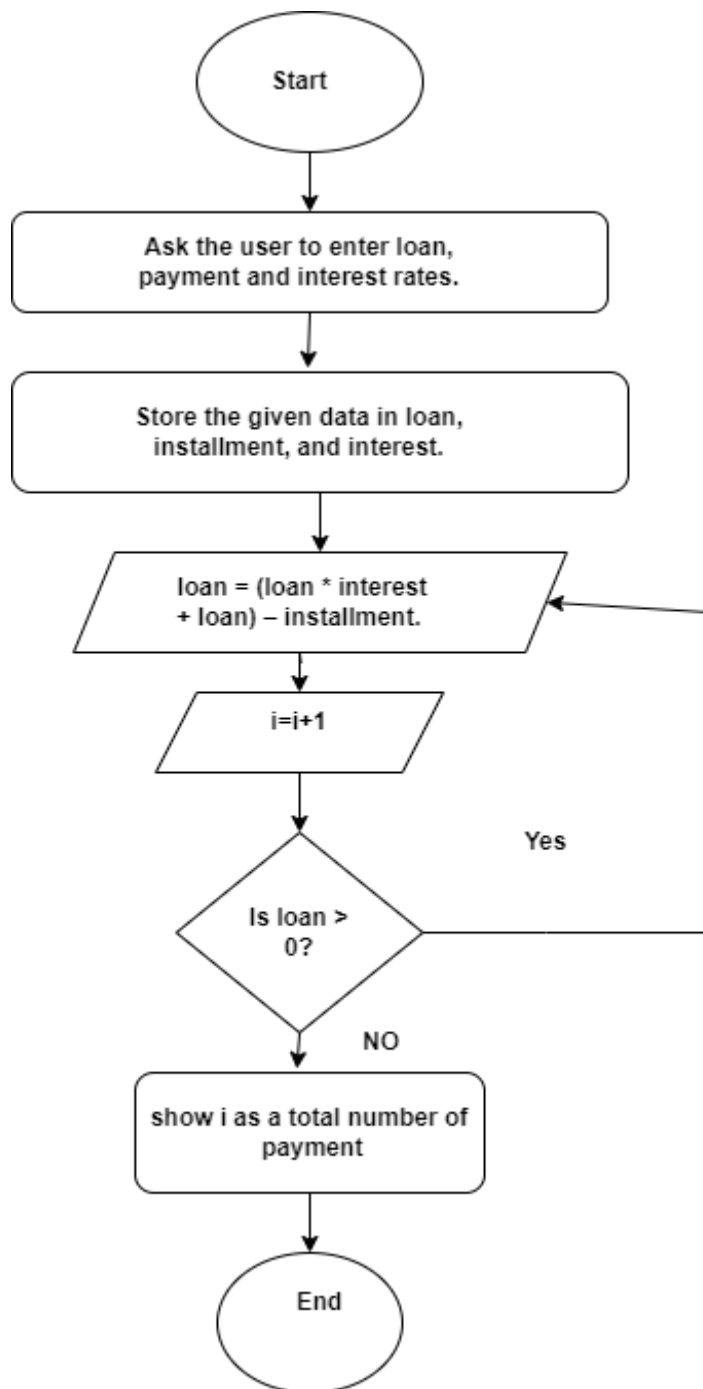 Start
Ask the user to enter loan,
payment and interest rates.
Store the given data in loan,
installment, and interest.
loan = (loan * interest
+ loan) – installment.
i=i+1
Yes
Is loan >
0?
NO
show i as a total number of
payment
End